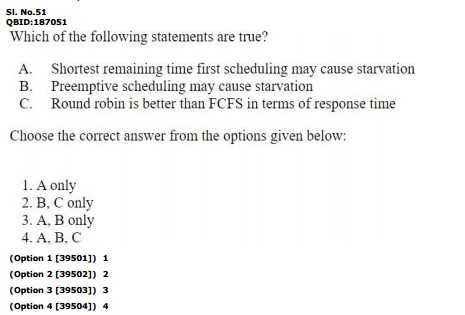 Sl. No.51
QBID:187051
Which of the following statements are true?
A. Shortest remaining time first scheduling may cause starvation
B. Preemptive scheduling may cause starvation
C. Round robin is better than FCFS in terms of response time
Choose the correct answer from the options given below:
1. A only
2. B, C only
3. A, B only
4. A, B, C
(Option 1 [39501]) 1
(Option 2 [39502]) 2
(Option 3 [39503]) 3
(Option 4 [39504]) 4